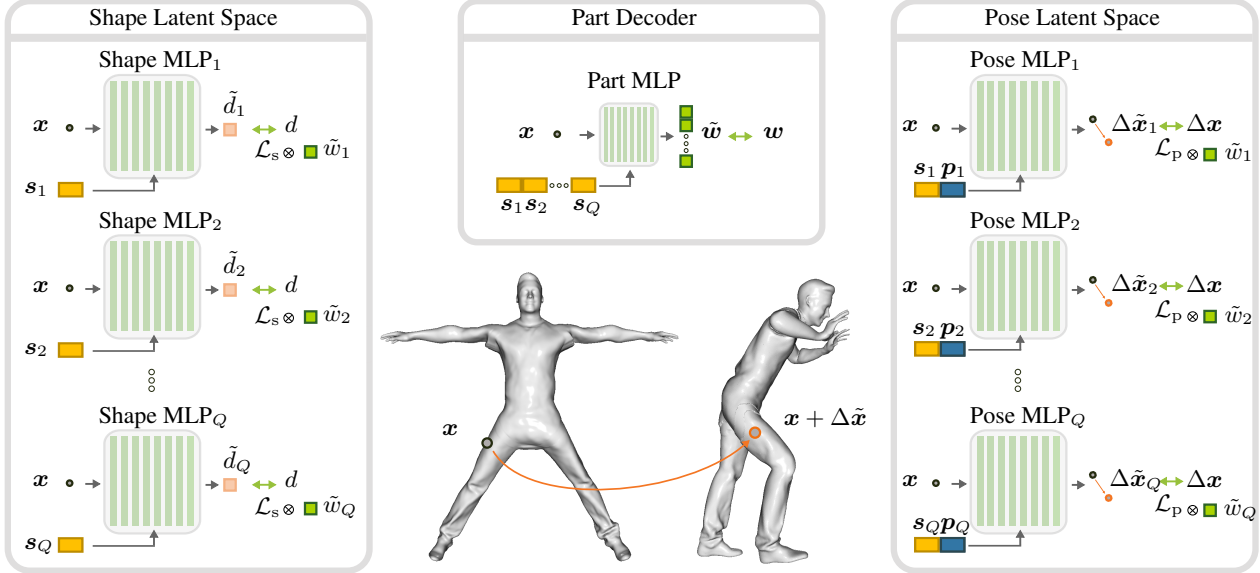 Shape Latent Space
Shape MLP₁
x
d̃₁
d
ℒₛ ⊗ w̃₁
s₁
Shape MLP₂
x
d̃₂
d
ℒₛ ⊗ w̃₂
s₂
Shape MLP_Q
x
d̃_Q
d
ℒₛ ⊗ w̃_Q
s_Q
Part Decoder
Part MLP
x
w̃
w
s₁ s₂ s_Q
x
x + Δx̃
Pose Latent Space
Pose MLP₁
x
Δx̃₁
Δx
ℒₚ ⊗ w̃₁
s₁ p₁
Pose MLP₂
x
Δx̃₂
Δx
ℒₚ ⊗ w̃₂
s₂ p₂
Pose MLP_Q
x
Δx̃_Q
Δx
ℒₚ ⊗ w̃_Q
s_Q p_Q